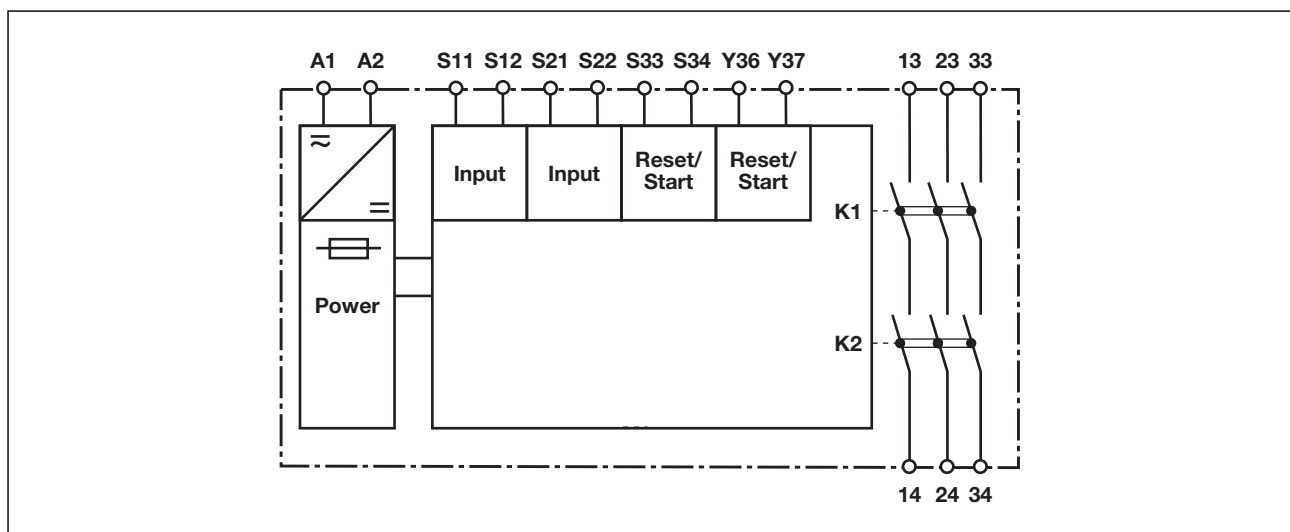 A1 A2 S11 S12 S21 S22 S33 S34 Y36 Y37 13 23 33
Input
Input
Reset/
Start
Reset/
Start
K1
Power
K2
14 24 34